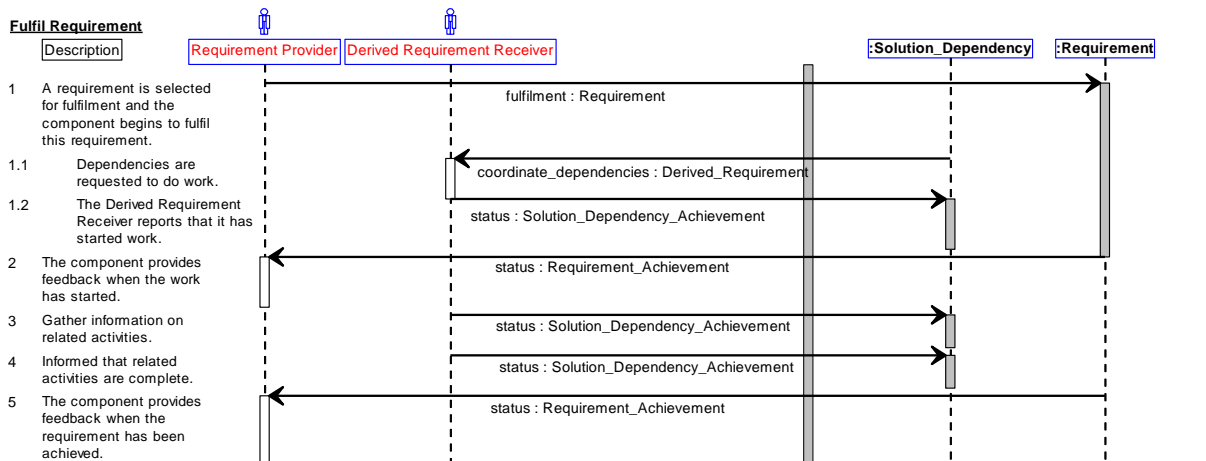 Fulfil Requirement
Description
Requirement Provider
Derived Requirement Receiver
:Solution_Dependency
:Requirement
1 A requirement is selected
for fulfilment and the
component begins to fulfil
this requirement.
fulfilment : Requirement
1.1 Dependencies are
requested to do work.
coordinate_dependencies : Derived_Requirement
1.2 The Derived Requirement
Receiver reports that it has
started work.
status : Solution_Dependency_Achievement
2 The component provides
feedback when the work
has started.
status : Requirement_Achievement
3 Gather information on
related activities.
status : Solution_Dependency_Achievement
4 Informed that related
activities are complete.
status : Solution_Dependency_Achievement
5 The component provides
feedback when the
requirement has been
achieved.
status : Requirement_Achievement